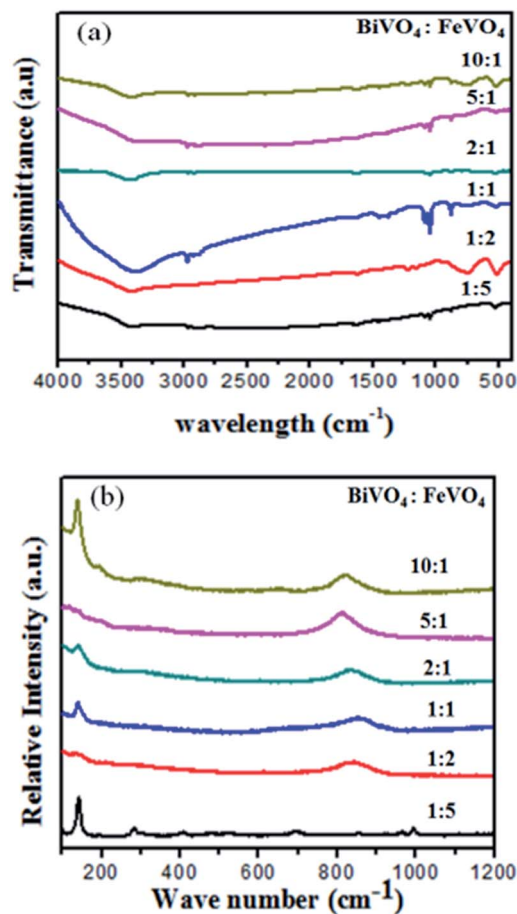 (a)
BiVO₄ : FeVO₄
10:1
5:1
2:1
1:1
1:2
1:5
Transmittance (a.u)
4000 3500 3000 2500 2000 1500 1000 500
wavelength (cm⁻¹)
(b)
BiVO₄ : FeVO₄
10:1
5:1
2:1
1:1
1:2
1:5
Relative Intensity (a.u.)
200 400 600 800 1000 1200
Wave number (cm⁻¹)